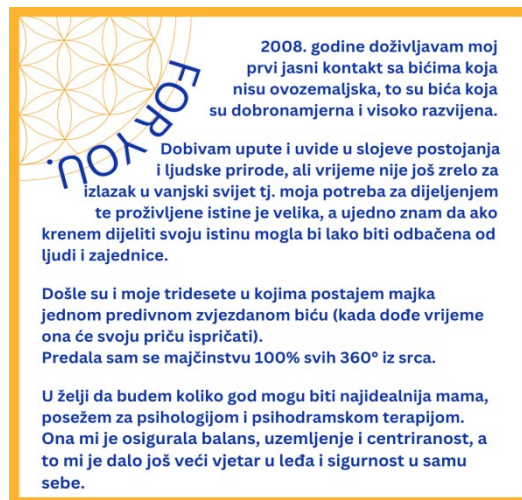 FOR YOU.
2008. godine doživljavam moj
prvi jasni kontakt sa bićima koja
nisu ovozemaljska, to su bića koja
su dobronamjerna i visoko razvijena.
Dobivam upute i uvide u slojeve postojanja
i ljudske prirode, ali vrijeme nije još zrelo za
izlazak u vanjski svijet tj. moja potreba za dijeljenjem
te proživljene istine je velika, a ujedno znam da ako
krenem dijeliti svoju istinu mogla bi lako biti odbačena od
ljudi i zajednice.
Došle su i moje tridesete u kojima postajem majka
jednom predivnom zvjezdanom biću (kada dođe vrijeme
ona će svoju priču ispričati).
Predala sam se majčinstvu 100% svih 360° iz srca.
U želji da budem koliko god mogu biti najidealnija mama,
posežem za psihologijom i psihodramskom terapijom.
Ona mi je osigurala balans, uzemljenje i centriranost, a
to mi je dalo još veći vjetar u leđa i sigurnost u samu
sebe.